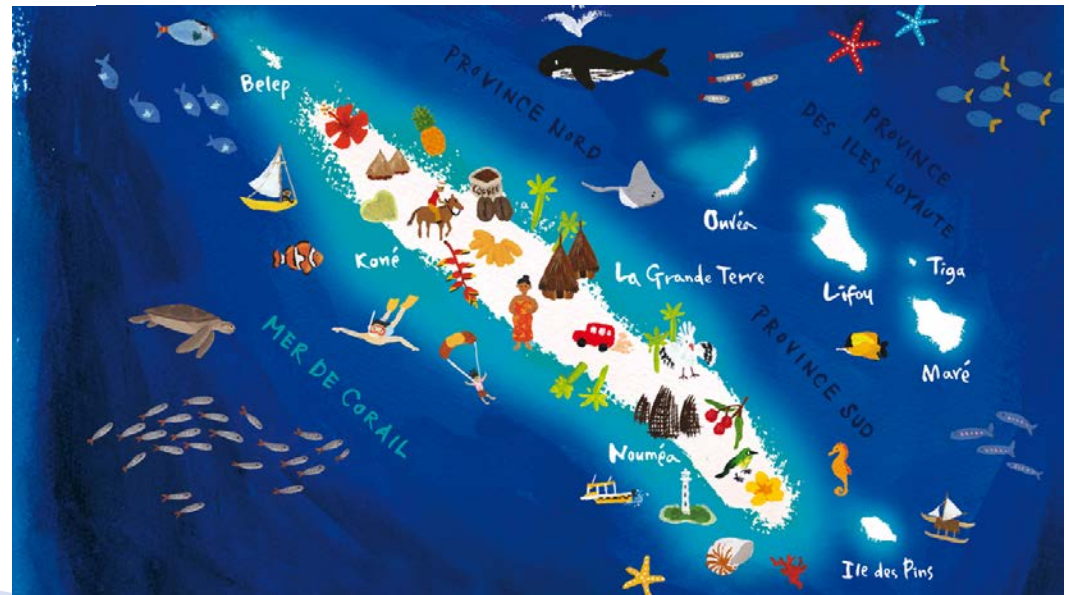 Belep
PROVINCE NORD
PROVINCE
DES ILES LOYAUTE
COFFEE
Ouvéa
Koné
La Grande Terre
Tiga
Lifou
MER DE CORAIL
PROVINCE SUD
Maré
Nouméa
Ile des Pins